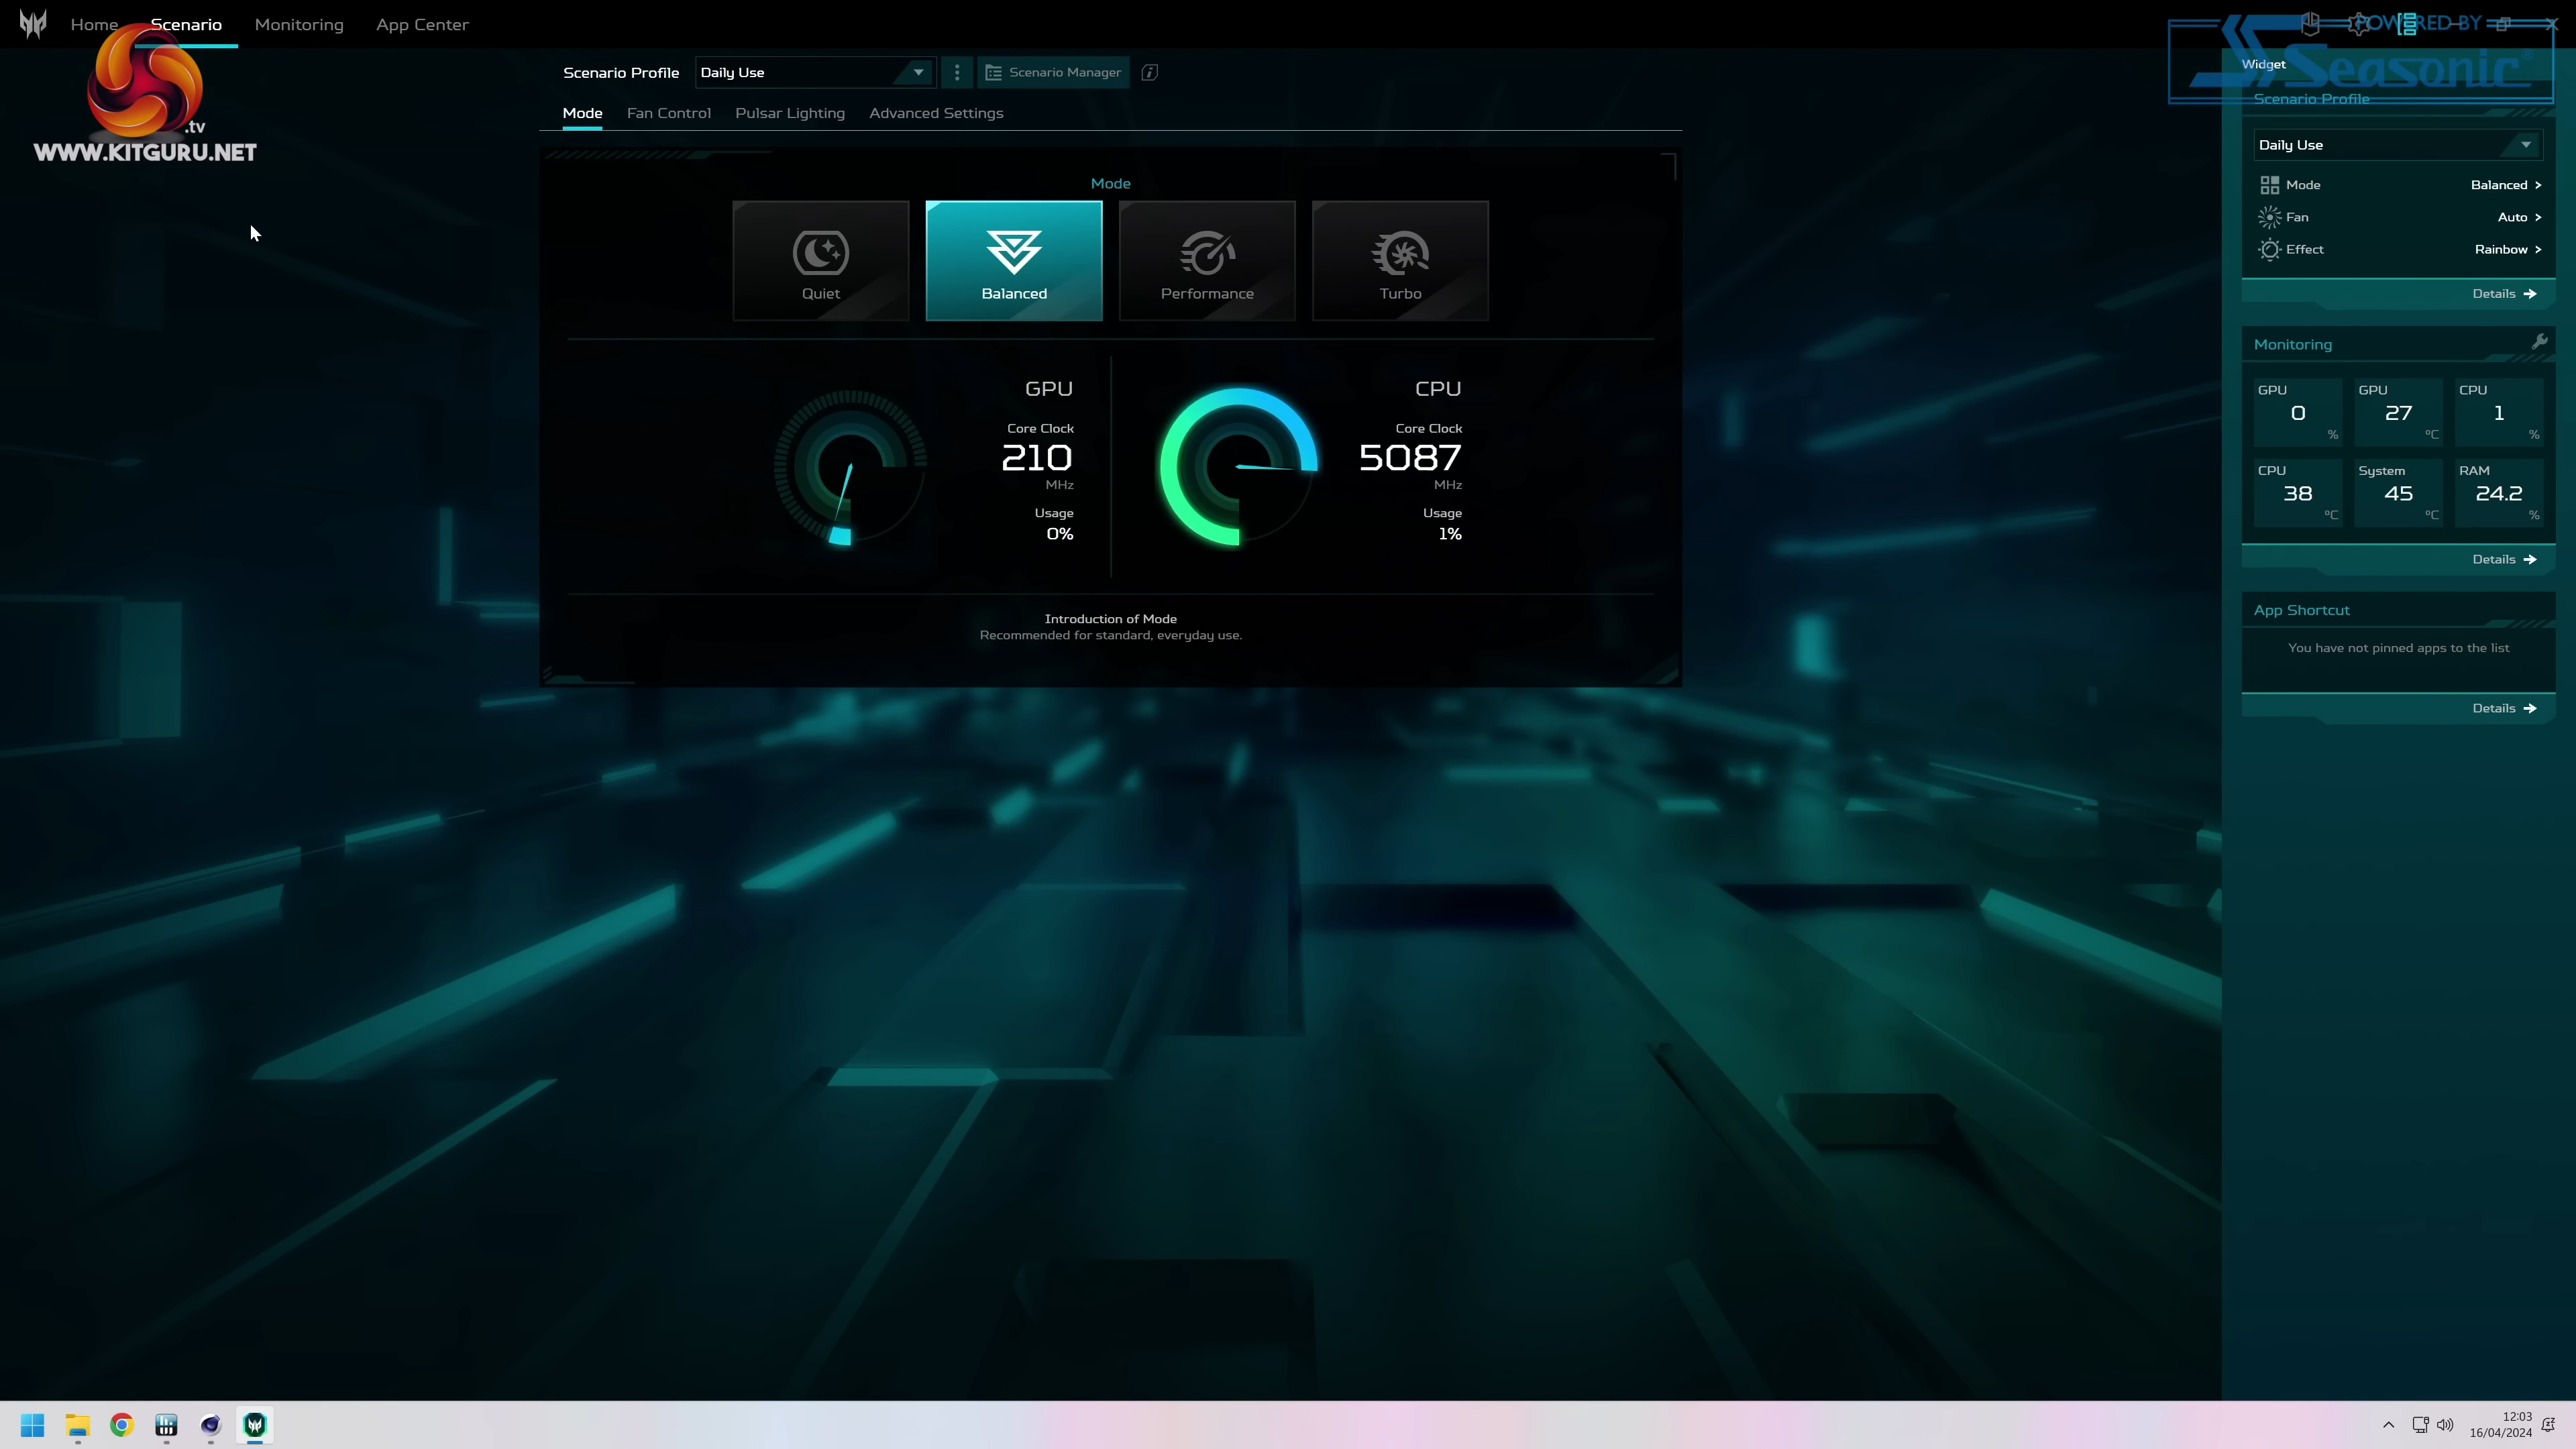 Home
Scenario
Monitoring
App Center
.tv
WWW.KITGURU.NET
POWERED BY
Seasonic®
Scenario Profile
Daily Use
Scenario Manager
Mode
Fan Control
Pulsar Lighting
Advanced Settings
Mode
Quiet
Balanced
Performance
Turbo
GPU
Core Clock
210
MHz
Usage
0%
CPU
Core Clock
5087
MHz
Usage
1%
Introduction of Mode
Recommended for standard, everyday use.
Widget
Scenario Profile
Daily Use
Mode Balanced >
Fan Auto >
Effect Rainbow >
Details
Monitoring
GPU
0
%
GPU
27
°C
CPU
1
%
CPU
38
°C
System
45
°C
RAM
24.2
%
Details
App Shortcut
You have not pinned apps to the list
Details
12:03
16/04/2024